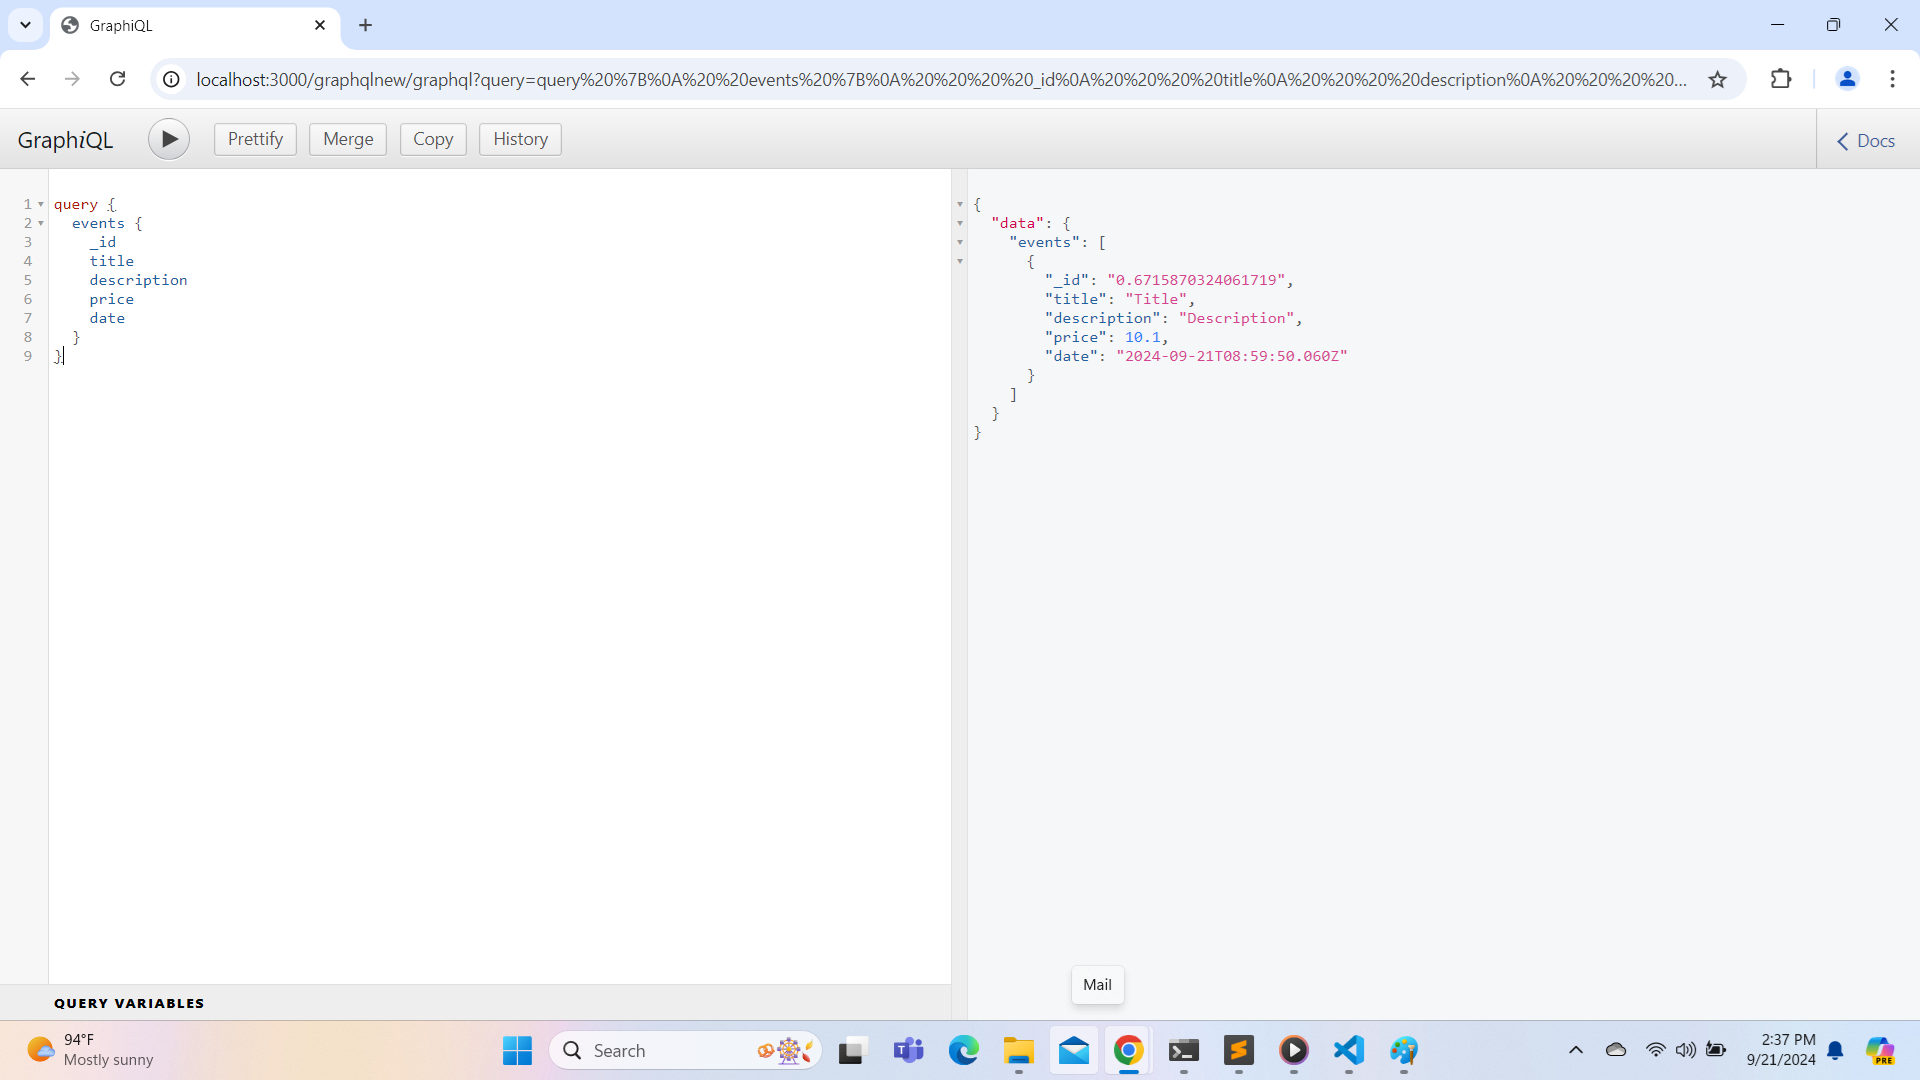 GraphiQL
localhost:3000/graphqlnew/graphql?query=query%20%7B%0A%20%20events%20%7B%0A%20%20%20%20_id%0A%20%20%20%20title%0A%20%20%20%20description%0A%20%20%20%20...
GraphiQL
Prettify
Merge
Copy
History
Docs
1 query {
2 events {
3 _id
4 title
5 description
6 price
7 date
8 }
9 }
{
"data": {
"events": [
{
"_id": "0.6715870324061719",
"title": "Title",
"description": "Description",
"price": 10.1,
"date": "2024-09-21T08:59:50.060Z"
}
]
}
}
QUERY VARIABLES
Mail
94°F
Mostly sunny
Search
2:37 PM
9/21/2024
PRE